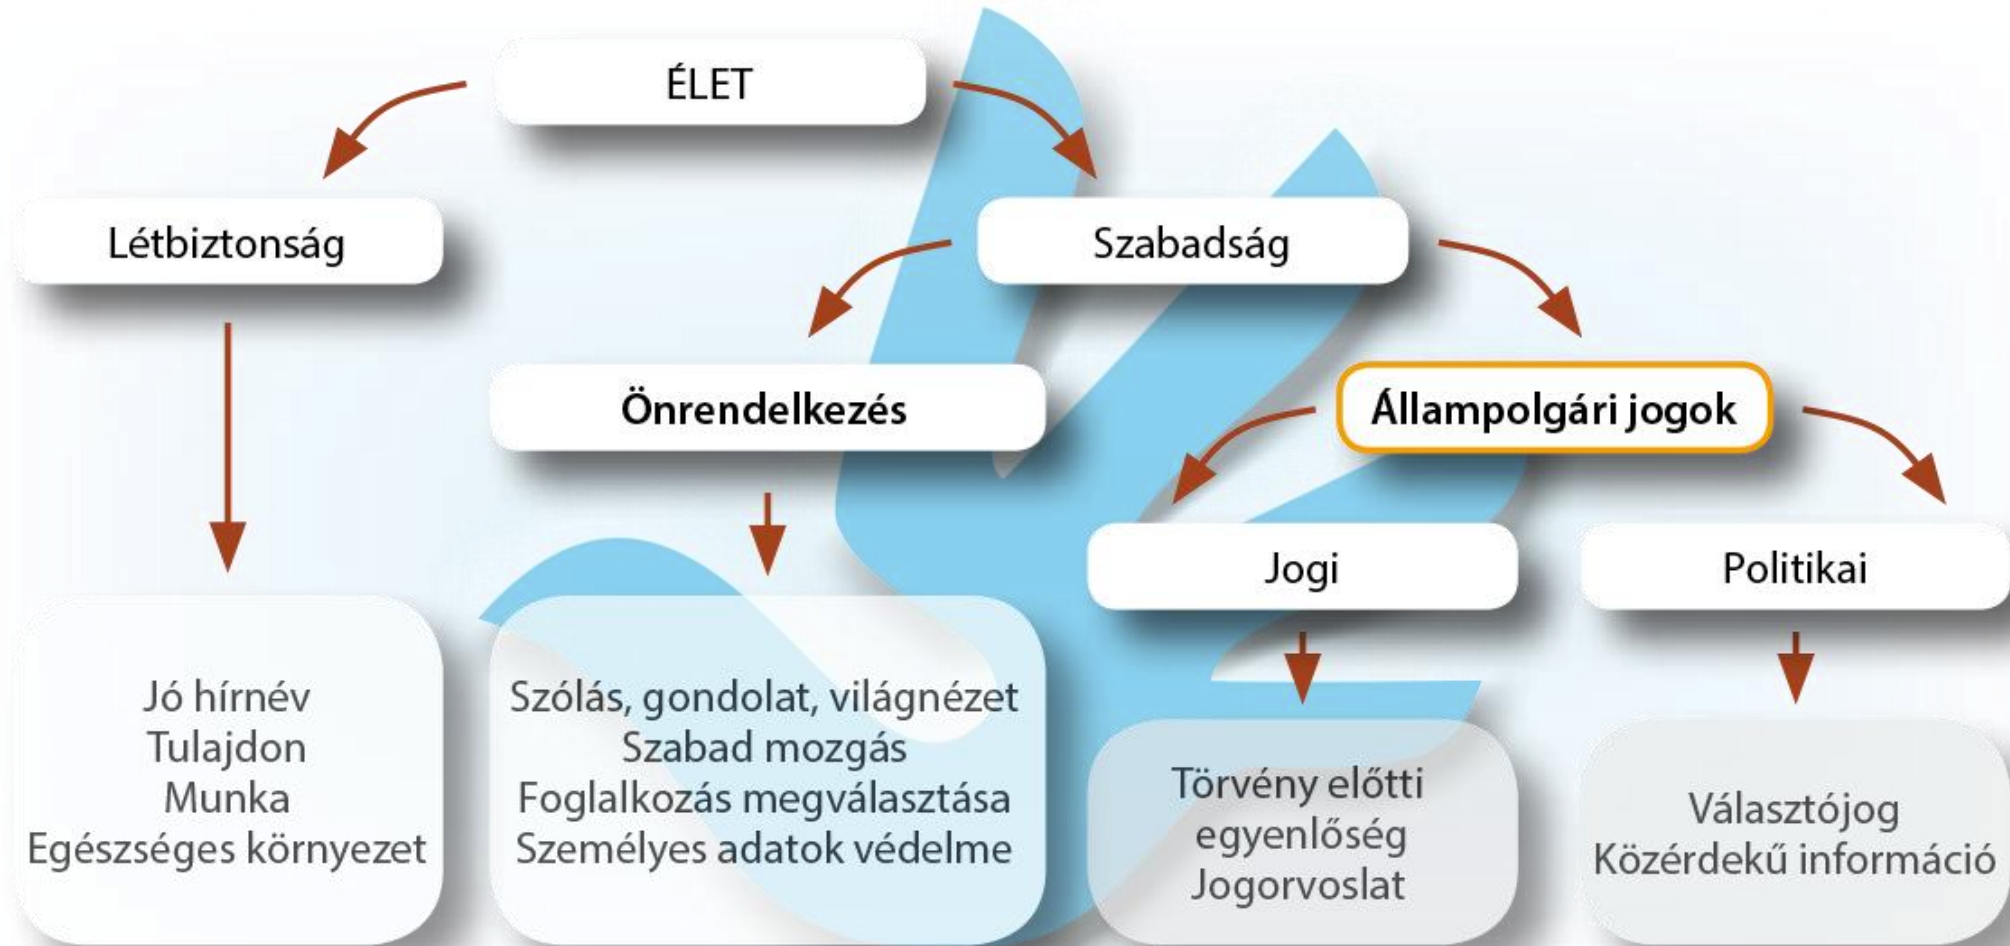 ÉLET
Létbiztonság
Szabadság
Önrendelkezés
Állampolgári jogok
Jogi
Politikai
Jó hírnév
Tulajdon
Munka
Egészséges környezet
Szólás, gondolat, világnézet
Szabad mozgás
Foglalkozás megválasztása
Személyes adatok védelme
Törvény előtti
egyenlőség
Jogorvoslat
Választójog
Közérdekű információ